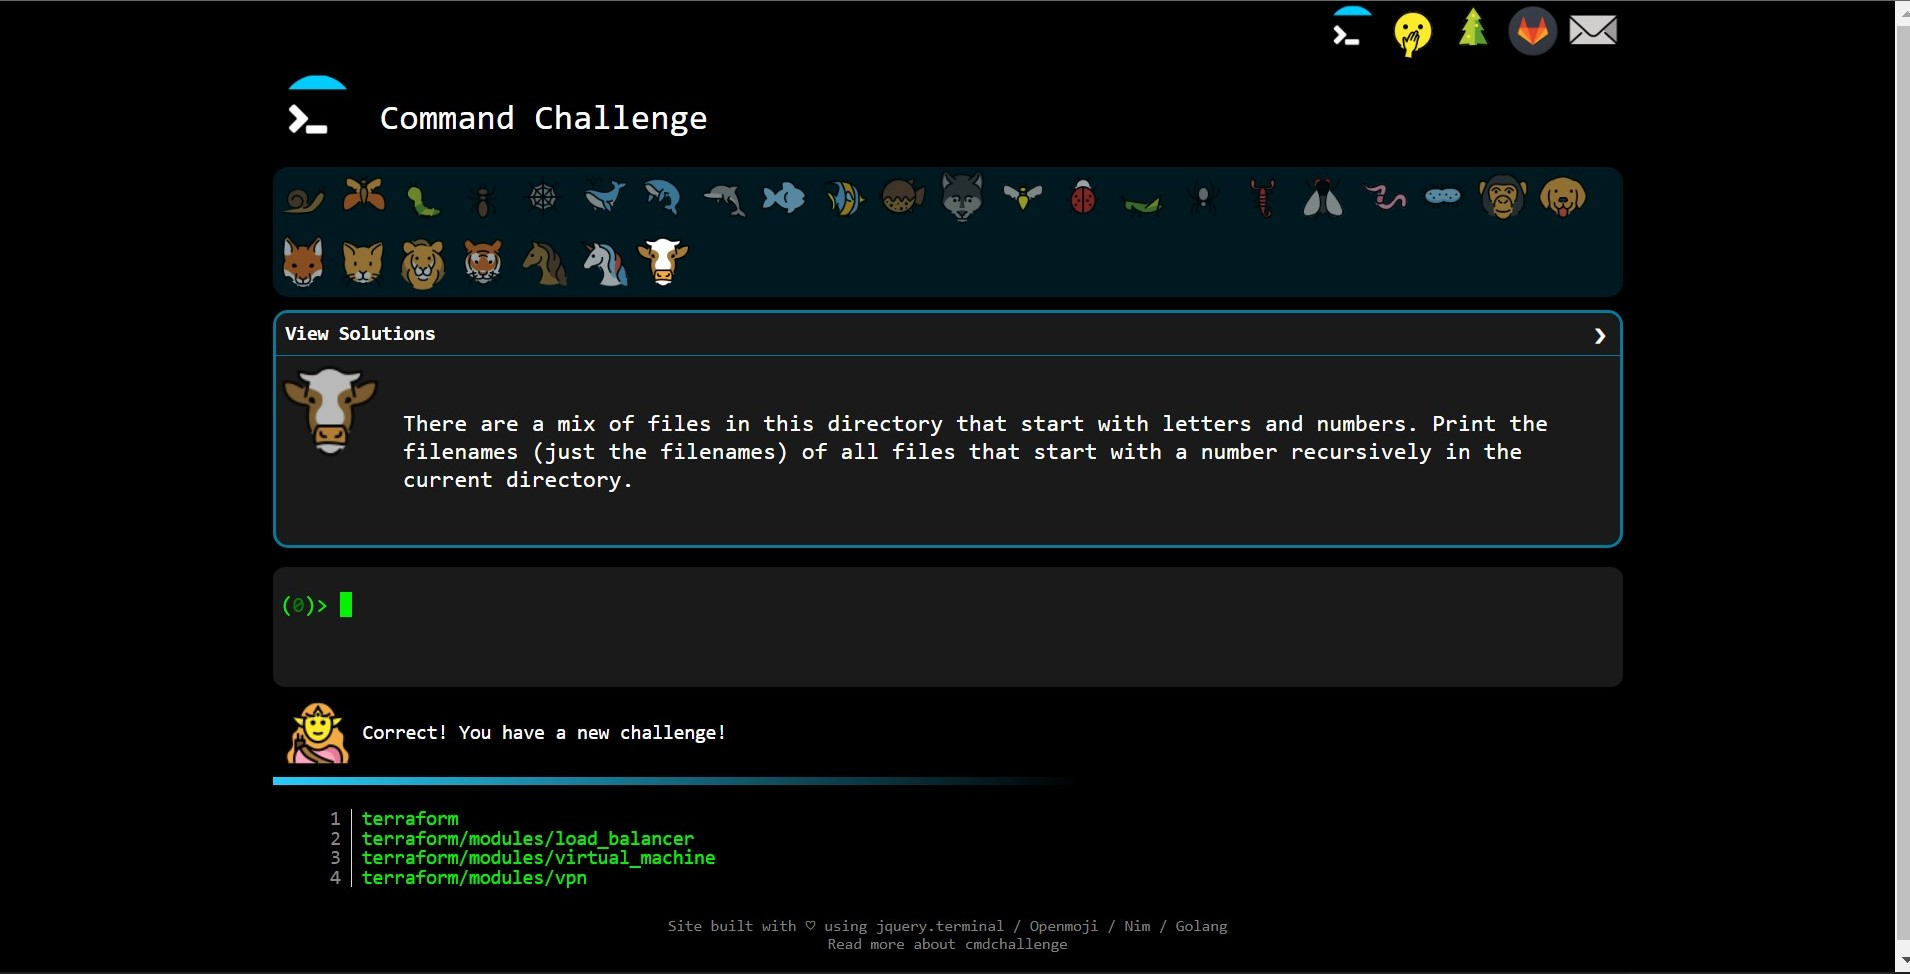 Command Challenge
View Solutions
There are a mix of files in this directory that start with letters and numbers. Print the
filenames (just the filenames) of all files that start with a number recursively in the
current directory.
(0)>
Correct! You have a new challenge!
1 terraform
2 terraform/modules/load_balancer
3 terraform/modules/virtual_machine
4 terraform/modules/vpn
Site built with ♡ using jquery.terminal / Openmoji / Nim / Golang
Read more about cmdchallenge